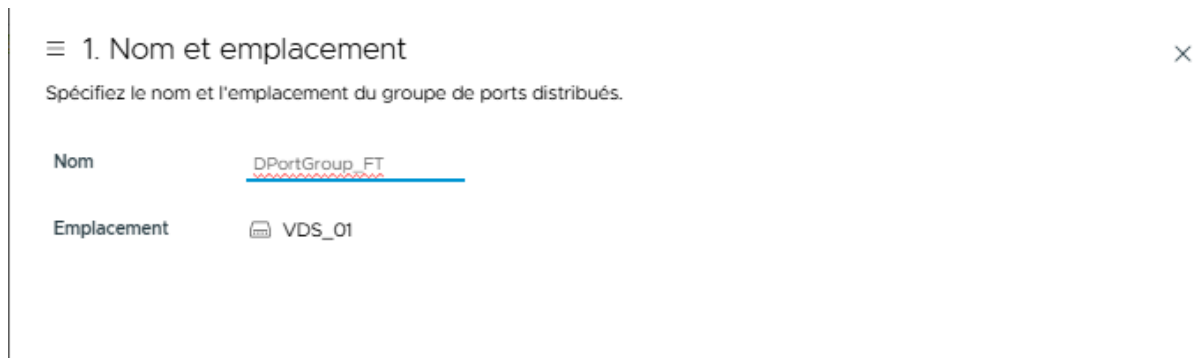 1. Nom et emplacement
Spécifiez le nom et l'emplacement du groupe de ports distribués.
Nom DPortGroup_FT
Emplacement VDS_01